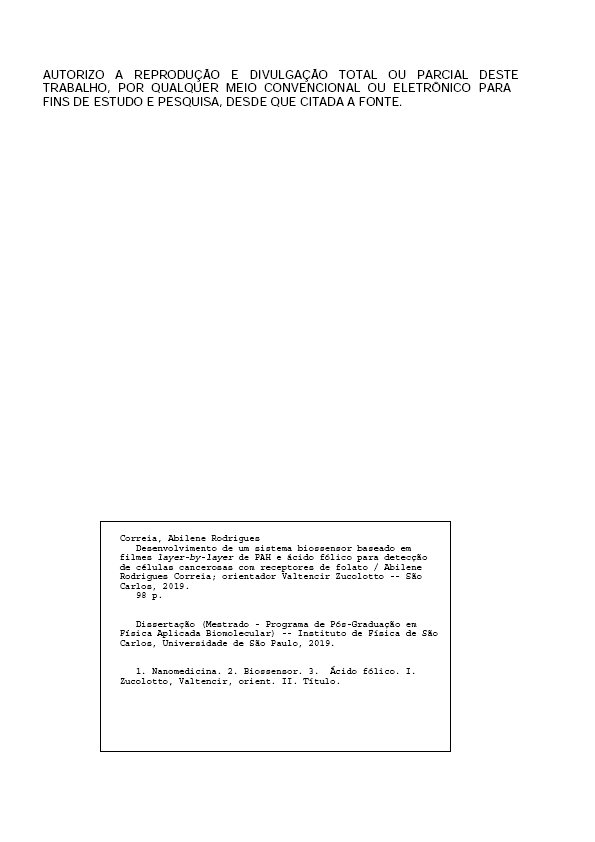 AUTORIZO A REPRODUÇÃO E DIVULGAÇÃO TOTAL OU PARCIAL DESTE
TRABALHO, POR QUALQUER MEIO CONVENCIONAL OU ELETRÔNICO PARA
FINS DE ESTUDO E PESQUISA, DESDE QUE CITADA A FONTE.
Correia, Abilene Rodrigues
Desenvolvimento de um sistema biossensor baseado em
filmes layer-by-layer de PAH e ácido fólico para detecção
de células cancerosas com receptores de folato / Abilene
Rodrigues Correia; orientador Valtencir Zucolotto -- São
Carlos, 2019.
98 p.
Dissertação (Mestrado - Programa de Pós-Graduação em
Física Aplicada Biomolecular) -- Instituto de Física de São
Carlos, Universidade de São Paulo, 2019.
1. Nanomedicina. 2. Biossensor. 3. Ácido fólico. I.
Zucolotto, Valtencir, orient. II. Título.